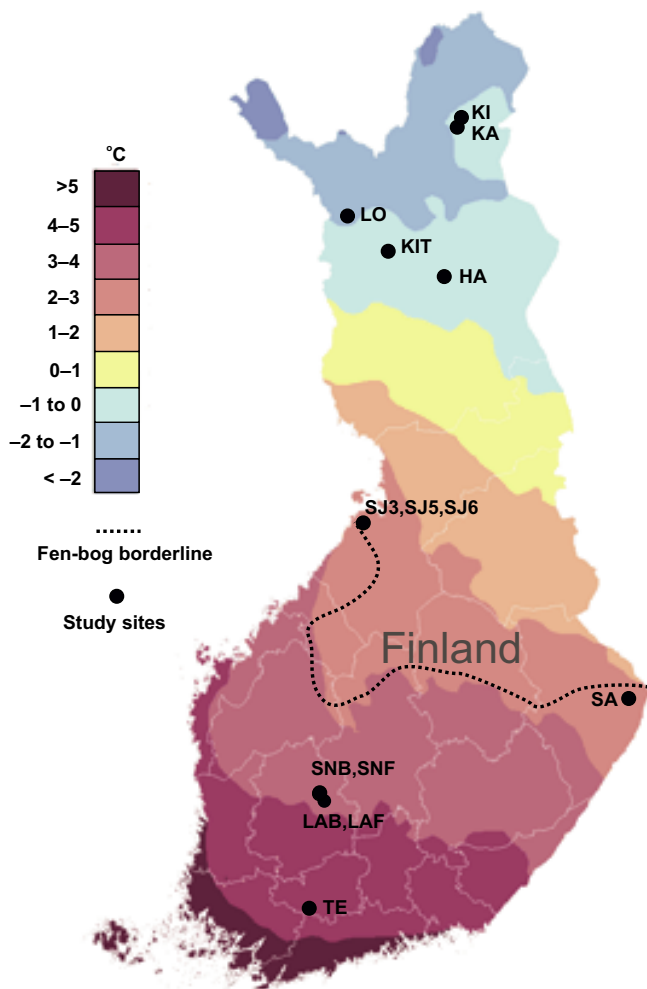 KI
KA
°C
>5
4–5
3–4
2–3
1–2
0–1
–1 to 0
–2 to –1
< –2
LO
KIT
HA
SJ3,SJ5,SJ6
Fen-bog borderline
Study sites
Finland
SA
SNB,SNF
LAB,LAF
TE